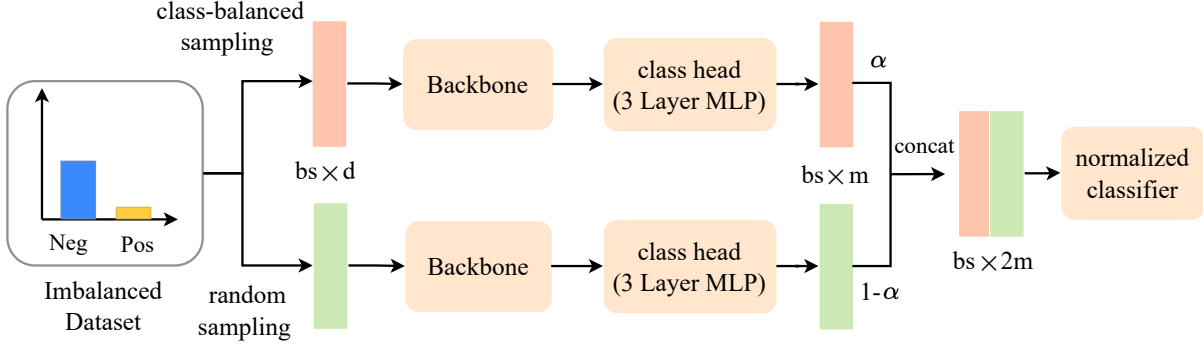 class-balanced
sampling
Backbone
class head
(3 Layer MLP)
α
bs×d
bs×m
concat
normalized
classifier
Neg
Pos
Imbalanced
Dataset
random
sampling
Backbone
class head
(3 Layer MLP)
1-α
bs×2m